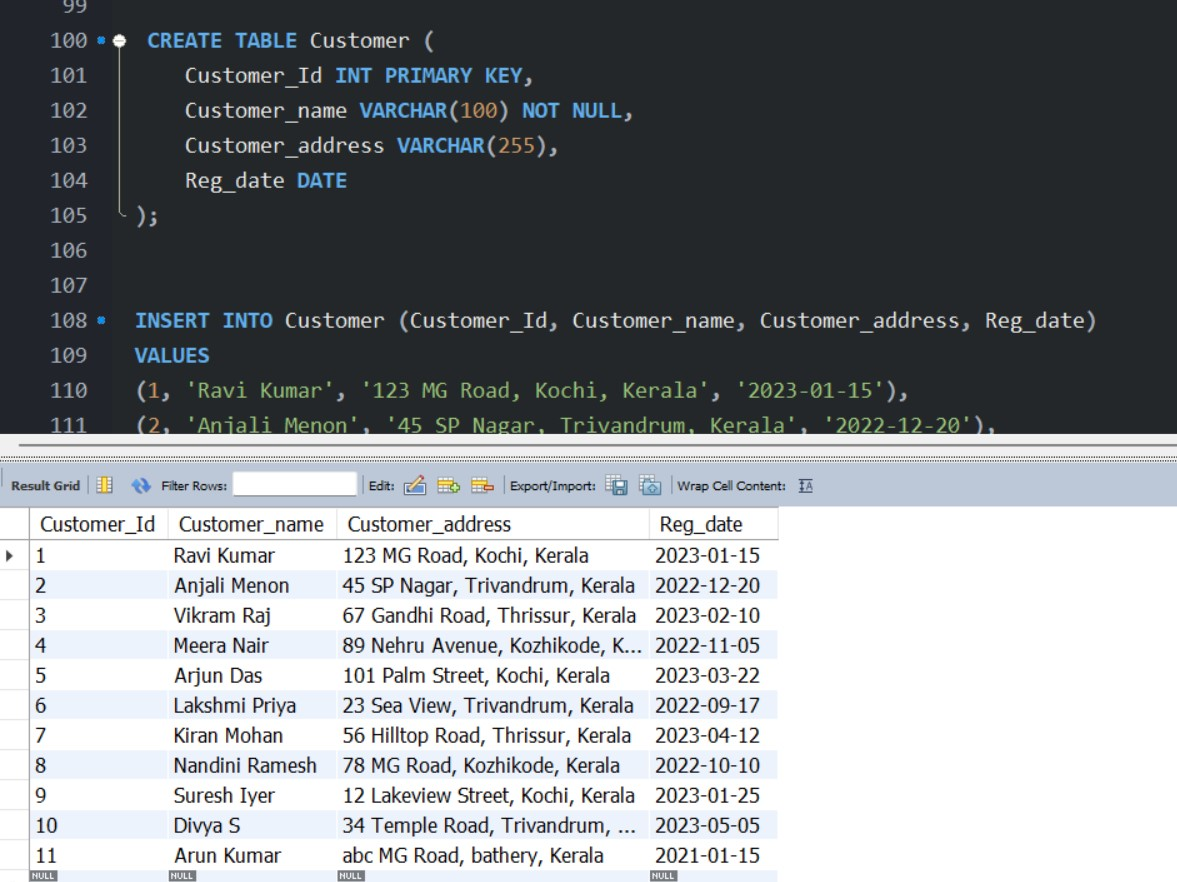 99
100 CREATE TABLE Customer (
101 Customer_Id INT PRIMARY KEY,
102 Customer_name VARCHAR(100) NOT NULL,
103 Customer_address VARCHAR(255),
104 Reg_date DATE
105 );
106
107
108 INSERT INTO Customer (Customer_Id, Customer_name, Customer_address, Reg_date)
109 VALUES
110 (1, 'Ravi Kumar', '123 MG Road, Kochi, Kerala', '2023-01-15'),
111 (2, 'Anjali Menon', '45 SP Nagar, Trivandrum, Kerala', '2022-12-20'),
Result Grid Filter Rows: Edit: Export/Import: Wrap Cell Content: IA
Customer_Id Customer_name Customer_address Reg_date
1 Ravi Kumar 123 MG Road, Kochi, Kerala 2023-01-15
2 Anjali Menon 45 SP Nagar, Trivandrum, Kerala 2022-12-20
3 Vikram Raj 67 Gandhi Road, Thrissur, Kerala 2023-02-10
4 Meera Nair 89 Nehru Avenue, Kozhikode, K... 2022-11-05
5 Arjun Das 101 Palm Street, Kochi, Kerala 2023-03-22
6 Lakshmi Priya 23 Sea View, Trivandrum, Kerala 2022-09-17
7 Kiran Mohan 56 Hilltop Road, Thrissur, Kerala 2023-04-12
8 Nandini Ramesh 78 MG Road, Kozhikode, Kerala 2022-10-10
9 Suresh Iyer 12 Lakeview Street, Kochi, Kerala 2023-01-25
10 Divya S 34 Temple Road, Trivandrum, ... 2023-05-05
11 Arun Kumar abc MG Road, bathery, Kerala 2021-01-15
NULL NULL NULL NULL